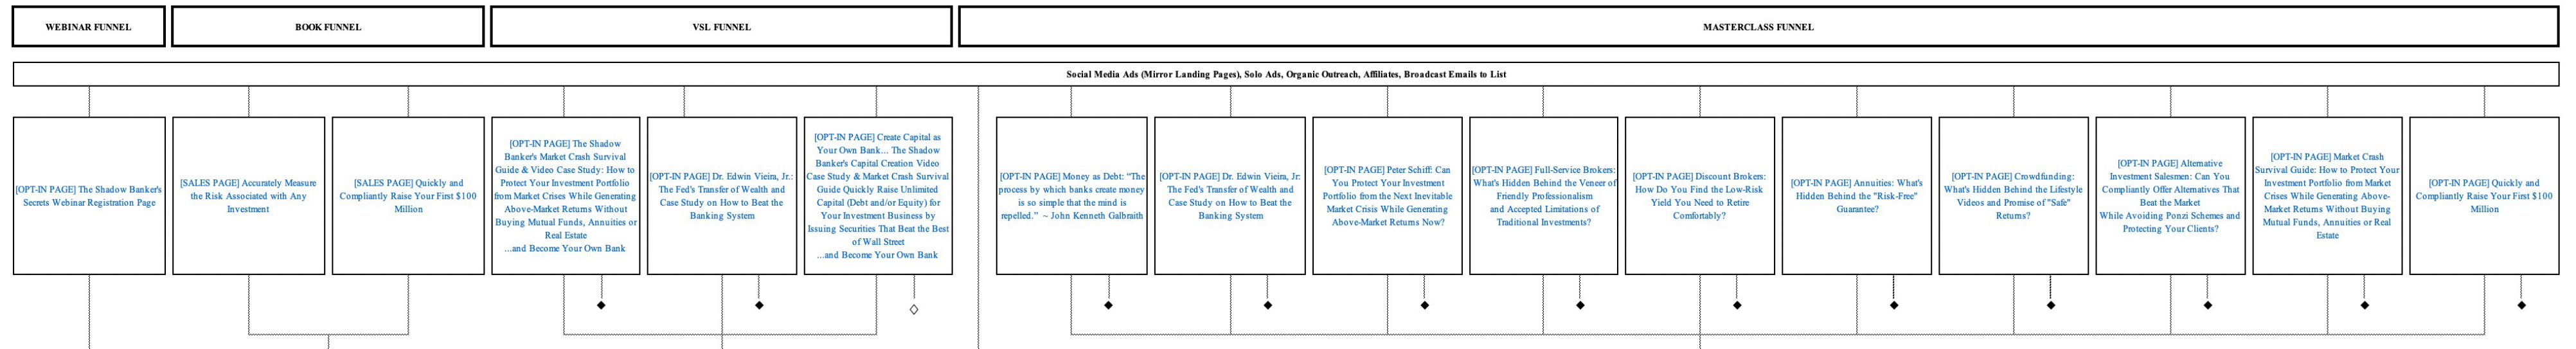 WEBINAR FUNNEL
BOOK FUNNEL
VSL FUNNEL
MASTERCLASS FUNNEL
Social Media Ads (Mirror Landing Pages), Solo Ads, Organic Outreach, Affiliates, Broadcast Emails to List
[OPT-IN PAGE] The Shadow Banker's
Secrets Webinar Registration Page
[SALES PAGE] Accurately Measure
the Risk Associated with Any
Investment
[SALES PAGE] Quickly and
Compliantly Raise Your First $100
Million
[OPT-IN PAGE] The Shadow
Banker's Market Crash Survival
Guide & Video Case Study: How to
Protect Your Investment Portfolio
from Market Crises While Generating
Above-Market Returns Without
Buying Mutual Funds, Annuities or
Real Estate
...and Become Your Own Bank
[OPT-IN PAGE] Dr. Edwin Vieira, Jr.:
The Fed's Transfer of Wealth and
Case Study on How to Beat the
Banking System
[OPT-IN PAGE] Create Capital as
Your Own Bank... The Shadow
Banker's Capital Creation Video
Case Study & Market Crash Survival
Guide Quickly Raise Unlimited
Capital (Debt and/or Equity) for
Your Investment Business by
Issuing Securities That Beat the Best
of Wall Street
...and Become Your Own Bank
[OPT-IN PAGE] Money as Debt: “The
process by which banks create money
is so simple that the mind is
repelled.” ~ John Kenneth Galbraith
[OPT-IN PAGE] Dr. Edwin Vieira, Jr:
The Fed's Transfer of Wealth and
Case Study on How to Beat the
Banking System
[OPT-IN PAGE] Peter Schiff: Can
You Protect Your Investment
Portfolio from the Next Inevitable
Market Crisis While Generating
Above-Market Returns Now?
[OPT-IN PAGE] Full-Service Brokers:
What's Hidden Behind the Veneer of
Friendly Professionalism
and Accepted Limitations of
Traditional Investments?
[OPT-IN PAGE] Discount Brokers:
How Do You Find the Low-Risk
Yield You Need to Retire
Comfortably?
[OPT-IN PAGE] Annuities: What's
Hidden Behind the "Risk-Free"
Guarantee?
[OPT-IN PAGE] Crowdfunding:
What's Hidden Behind the Lifestyle
Videos and Promise of "Safe"
Returns?
[OPT-IN PAGE] Alternative
Investment Salesmen: Can You
Compliantly Offer Alternatives That
Beat the Market
While Avoiding Ponzi Schemes and
Protecting Your Clients?
[OPT-IN PAGE] Market Crash
Survival Guide: How to Protect Your
Investment Portfolio from Market
Crises While Generating Above-
Market Returns Without Buying
Mutual Funds, Annuities or Real
Estate
[OPT-IN PAGE] Quickly and
Compliantly Raise Your First $100
Million